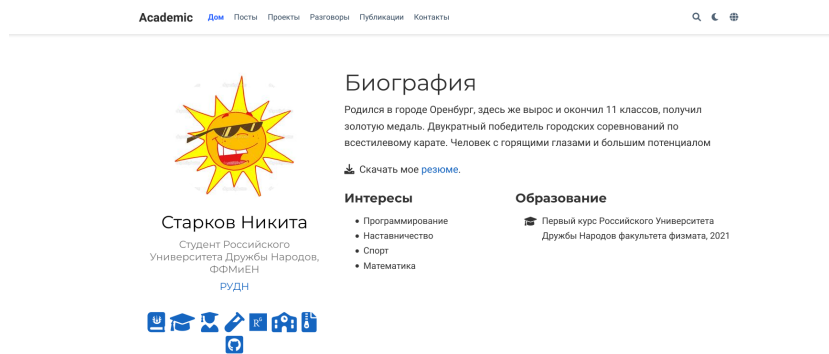 Academic Дом Посты Проекты Разговоры Публикации Контакты
Биография
Родился в городе Оренбург, здесь же вырос и окончил 11 классов, получил
золотую медаль. Двукратный победитель городских соревнований по
всестилевому карате. Человек с горящими глазами и большим потенциалом
Скачать мое резюме.
Старков Никита
Студент Российского
Университета Дружбы Народов,
ФФМиЕН
РУДН
Интересы
Программирование
Наставничество
Спорт
Математика
Образование
Первый курс Российского Университета
Дружбы Народов факультета физмата, 2021